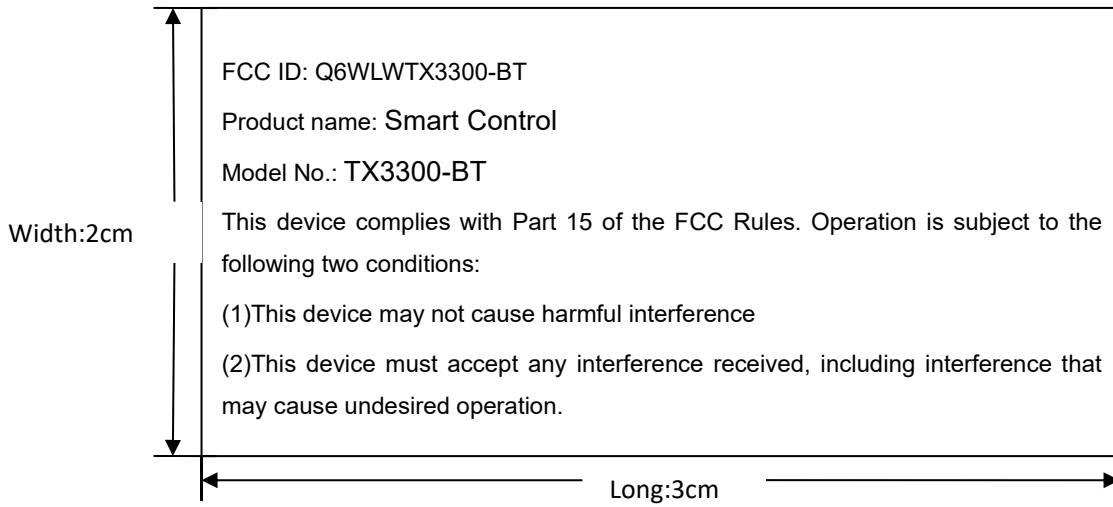 FCC ID: Q6WLWTX3300-BT
Product name: Smart Control
Model No.: TX3300-BT
Width:2cm
This device complies with Part 15 of the FCC Rules. Operation is subject to the
following two conditions:
(1)This device may not cause harmful interference
(2)This device must accept any interference received, including interference that
may cause undesired operation.
Long:3cm